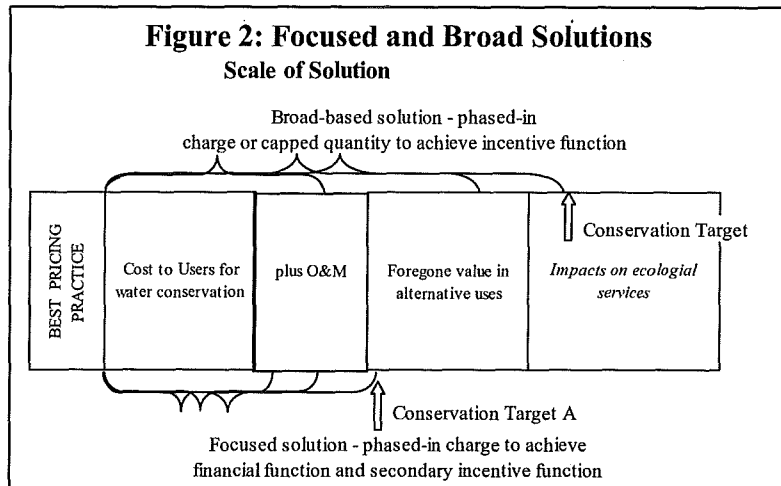 Figure 2: Focused and Broad Solutions
Scale of Solution
Broad-based solution - phased-in
charge or capped quantity to achieve incentive function
BEST PRICING
PRACTICE
Cost to Users for
water conservation
plus O&M
Foregone value in
alternative uses
Impacts on ecologial
services
Conservation Target
Conservation Target A
Focused solution - phased-in charge to achieve
financial function and secondary incentive function